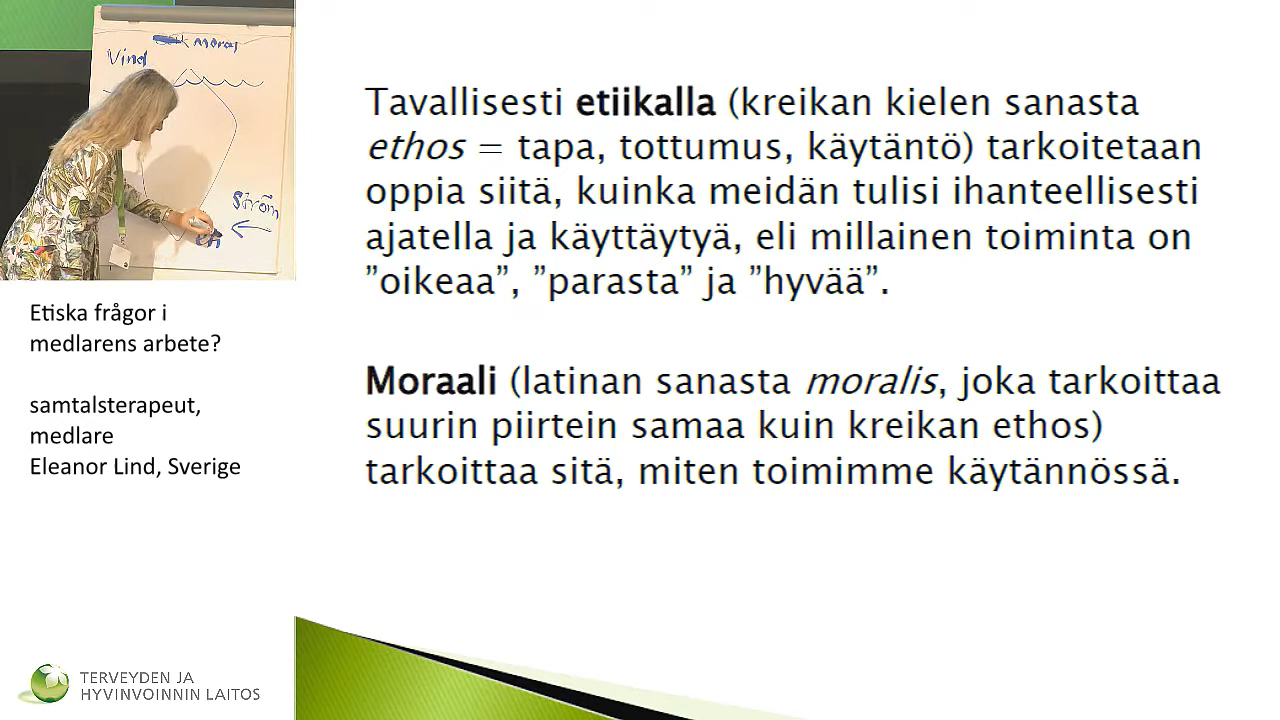 Moral
Vind
Ström
Etiska frågor i
medlarens arbete?
samtalsterapeut,
medlare
Eleanor Lind, Sverige
TERVEYDEN JA
HYVINVOINNIN LAITOS
Tavallisesti etiikalla (kreikan kielen sanasta
ethos = tapa, tottumus, käytäntö) tarkoitetaan
oppia siitä, kuinka meidän tulisi ihanteellisesti
ajatella ja käyttäytyä, eli millainen toiminta on
”oikeaa”, ”parasta” ja ”hyvää”.
Moraali (latinan sanasta moralis, joka tarkoittaa
suurin piirtein samaa kuin kreikan ethos)
tarkoittaa sitä, miten toimimme käytännössä.